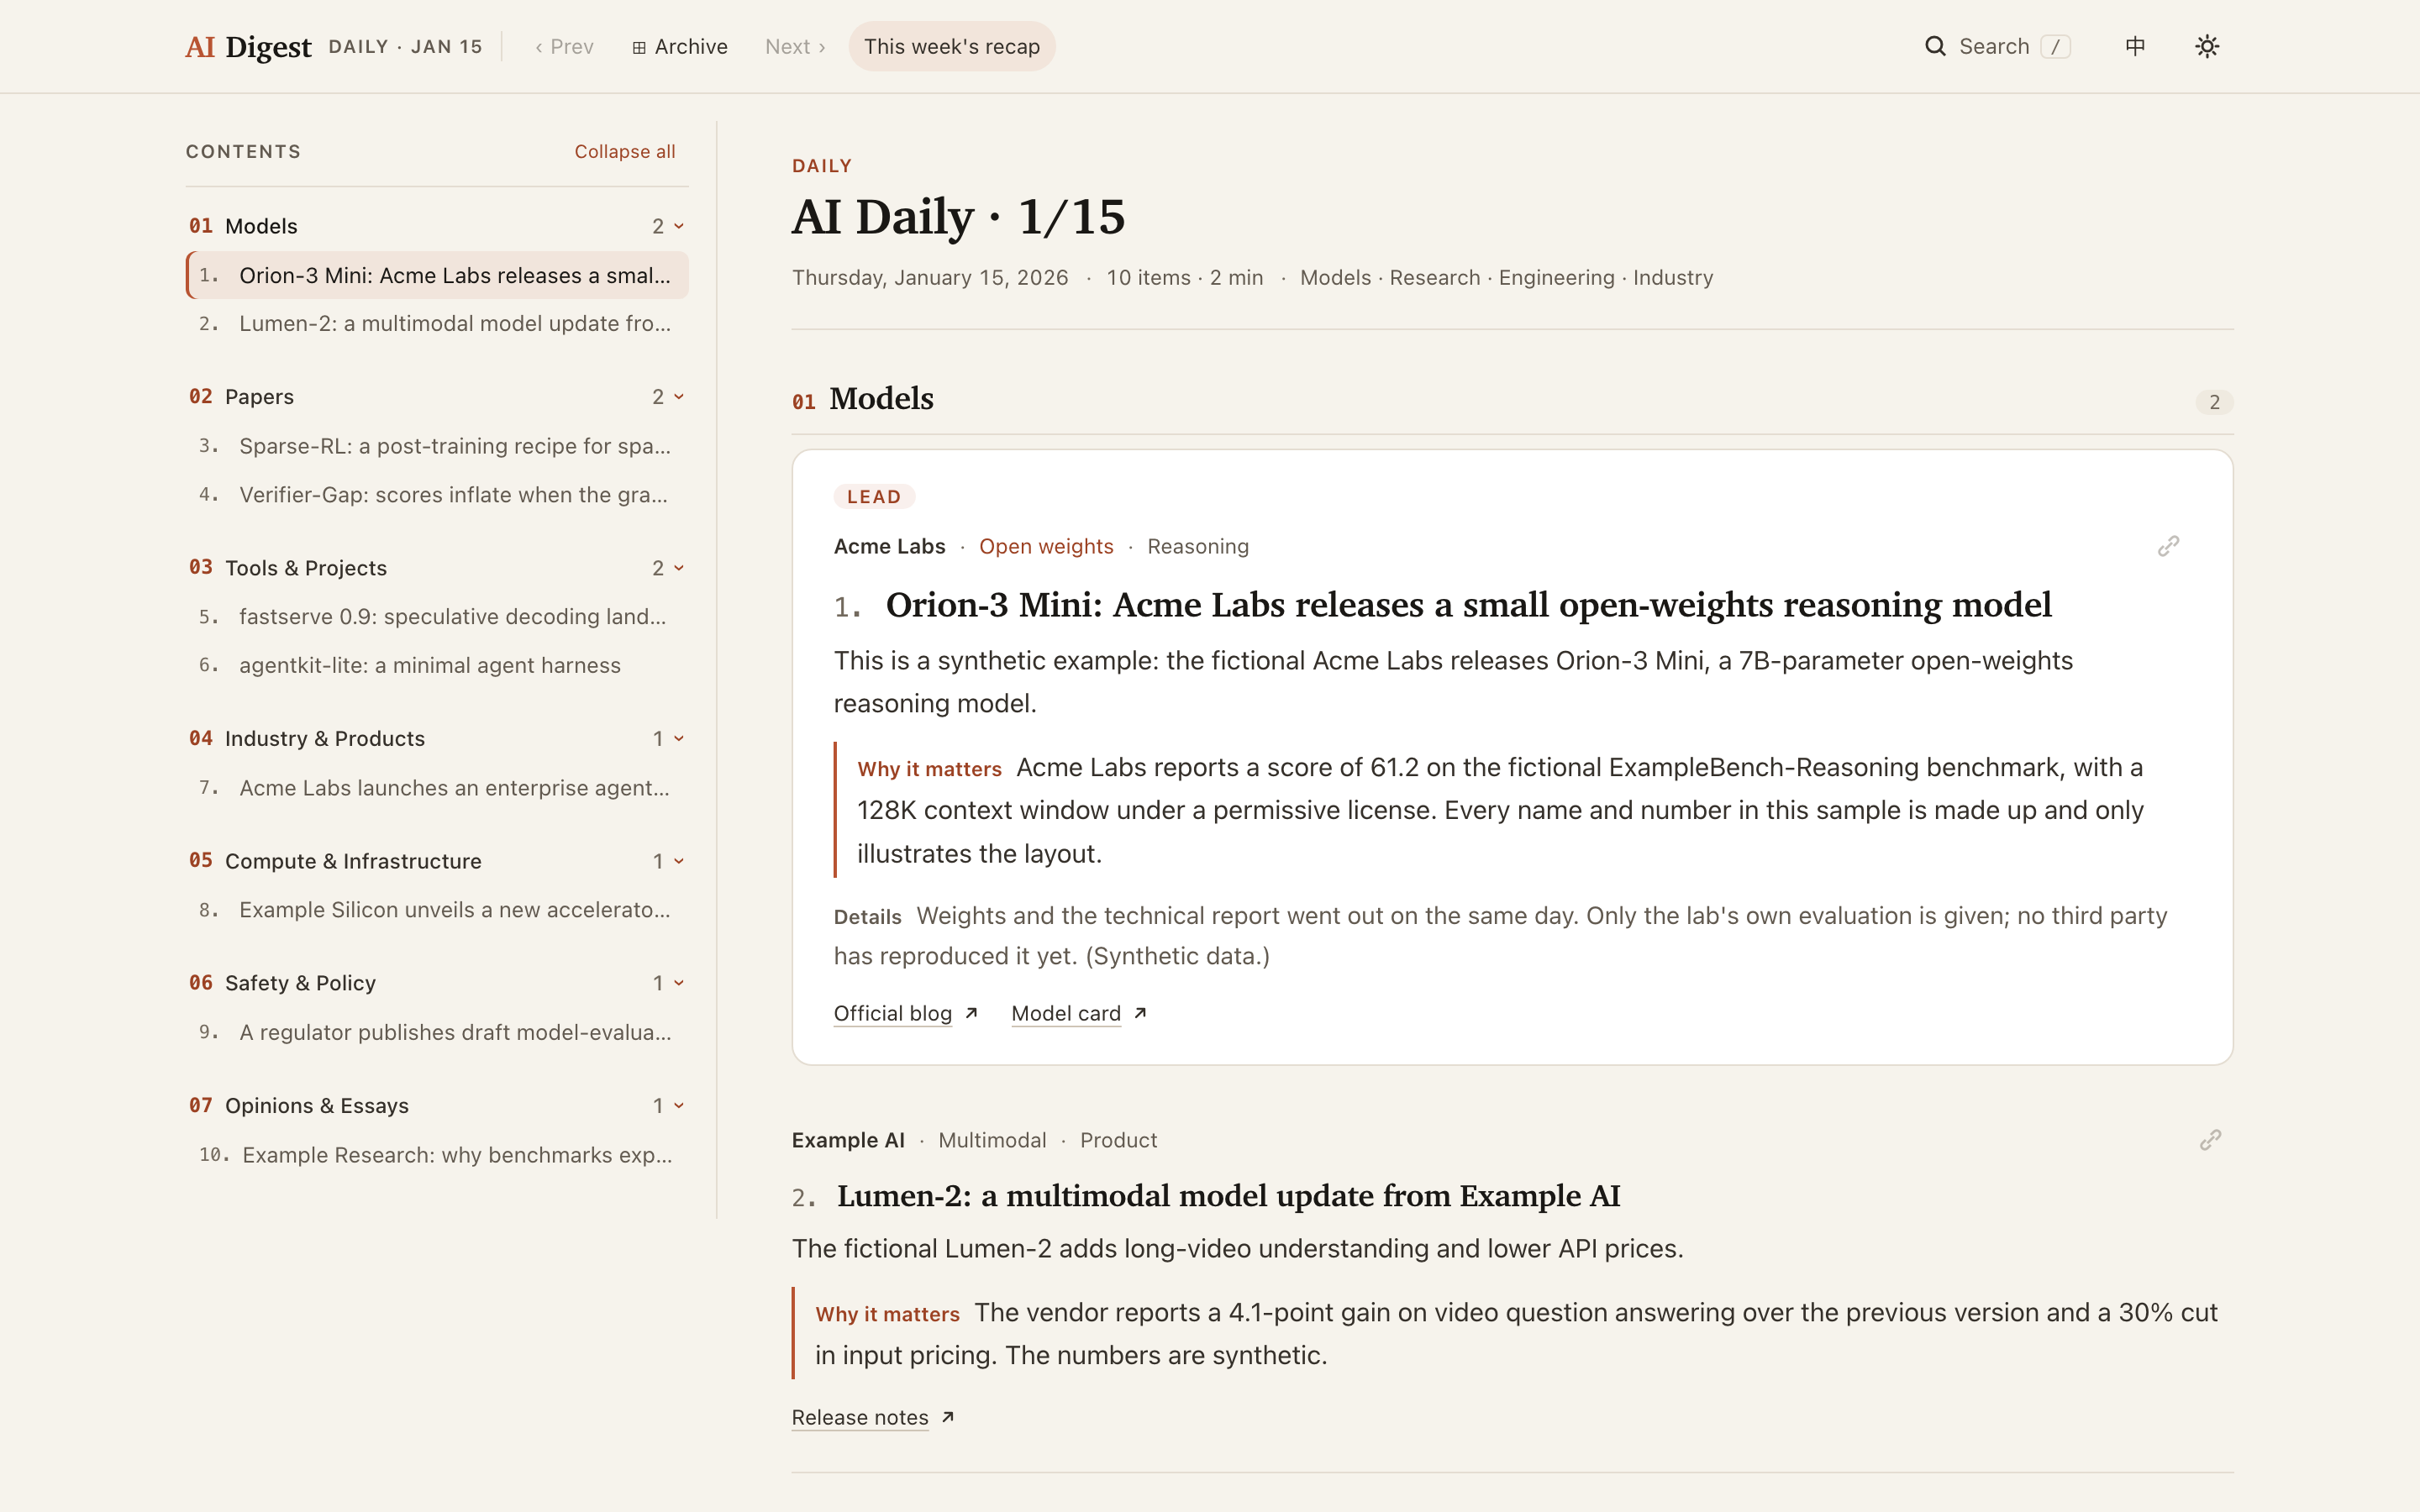 AI Digest DAILY · JAN 15 ‹ Prev Archive Next › This week's recap Search / 中
CONTENTS Collapse all
01 Models 2
1. Orion-3 Mini: Acme Labs releases a smal...
2. Lumen-2: a multimodal model update fro...
02 Papers 2
3. Sparse-RL: a post-training recipe for spa...
4. Verifier-Gap: scores inflate when the gra...
03 Tools & Projects 2
5. fastserve 0.9: speculative decoding land...
6. agentkit-lite: a minimal agent harness
04 Industry & Products 1
7. Acme Labs launches an enterprise agent...
05 Compute & Infrastructure 1
8. Example Silicon unveils a new accelerato...
06 Safety & Policy 1
9. A regulator publishes draft model-evalua...
07 Opinions & Essays 1
10. Example Research: why benchmarks exp...
DAILY
AI Daily · 1/15
Thursday, January 15, 2026 · 10 items · 2 min · Models · Research · Engineering · Industry
01 Models 2
LEAD
Acme Labs · Open weights · Reasoning
1. Orion-3 Mini: Acme Labs releases a small open-weights reasoning model
This is a synthetic example: the fictional Acme Labs releases Orion-3 Mini, a 7B-parameter open-weights
reasoning model.
Why it matters Acme Labs reports a score of 61.2 on the fictional ExampleBench-Reasoning benchmark, with a
128K context window under a permissive license. Every name and number in this sample is made up and only
illustrates the layout.
Details Weights and the technical report went out on the same day. Only the lab's own evaluation is given; no third party
has reproduced it yet. (Synthetic data.)
Official blog ↗ Model card ↗
Example AI · Multimodal · Product
2. Lumen-2: a multimodal model update from Example AI
The fictional Lumen-2 adds long-video understanding and lower API prices.
Why it matters The vendor reports a 4.1-point gain on video question answering over the previous version and a 30% cut
in input pricing. The numbers are synthetic.
Release notes ↗